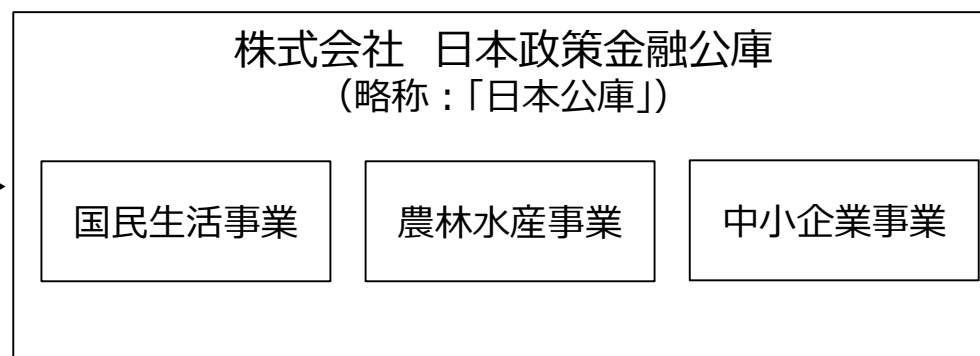 株式会社 日本政策金融公庫
（略称：「日本公庫」）
国民生活事業
農林水産事業
中小企業事業